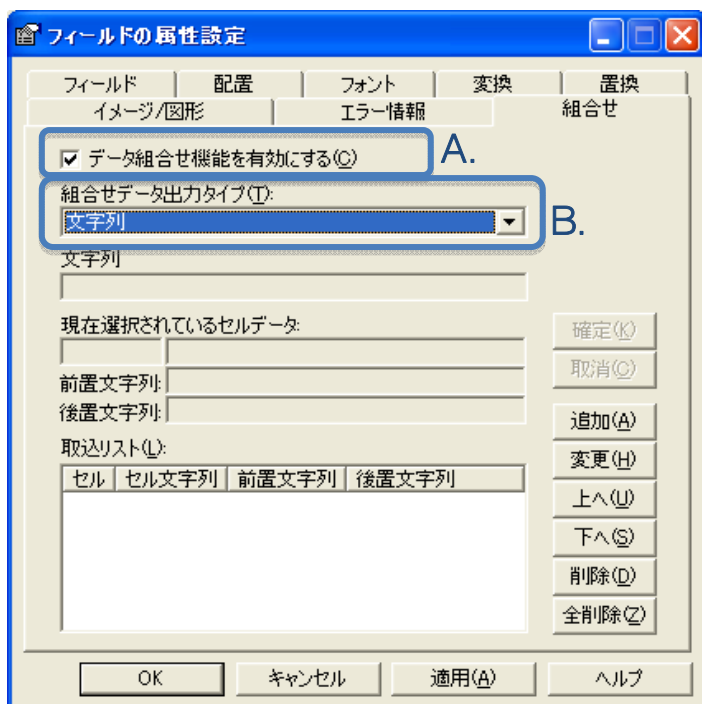 フィールドの属性設定
フィールド 配置 フォント 変換 置換
イメージ/図形 エラー情報 組合せ
データ組合せ機能を有効にする(C) A.
組合せデータ出力タイプ(T):
文字列 B.
文字列
現在選択されているセルデータ:
確定(K)
取消(C)
前置文字列:
後置文字列:
追加(A)
取込リスト(L):
変更(H)
セル セル文字列 前置文字列 後置文字列
上へ(U)
下へ(S)
削除(D)
全削除(Z)
OK キャンセル 適用(A) ヘルプ